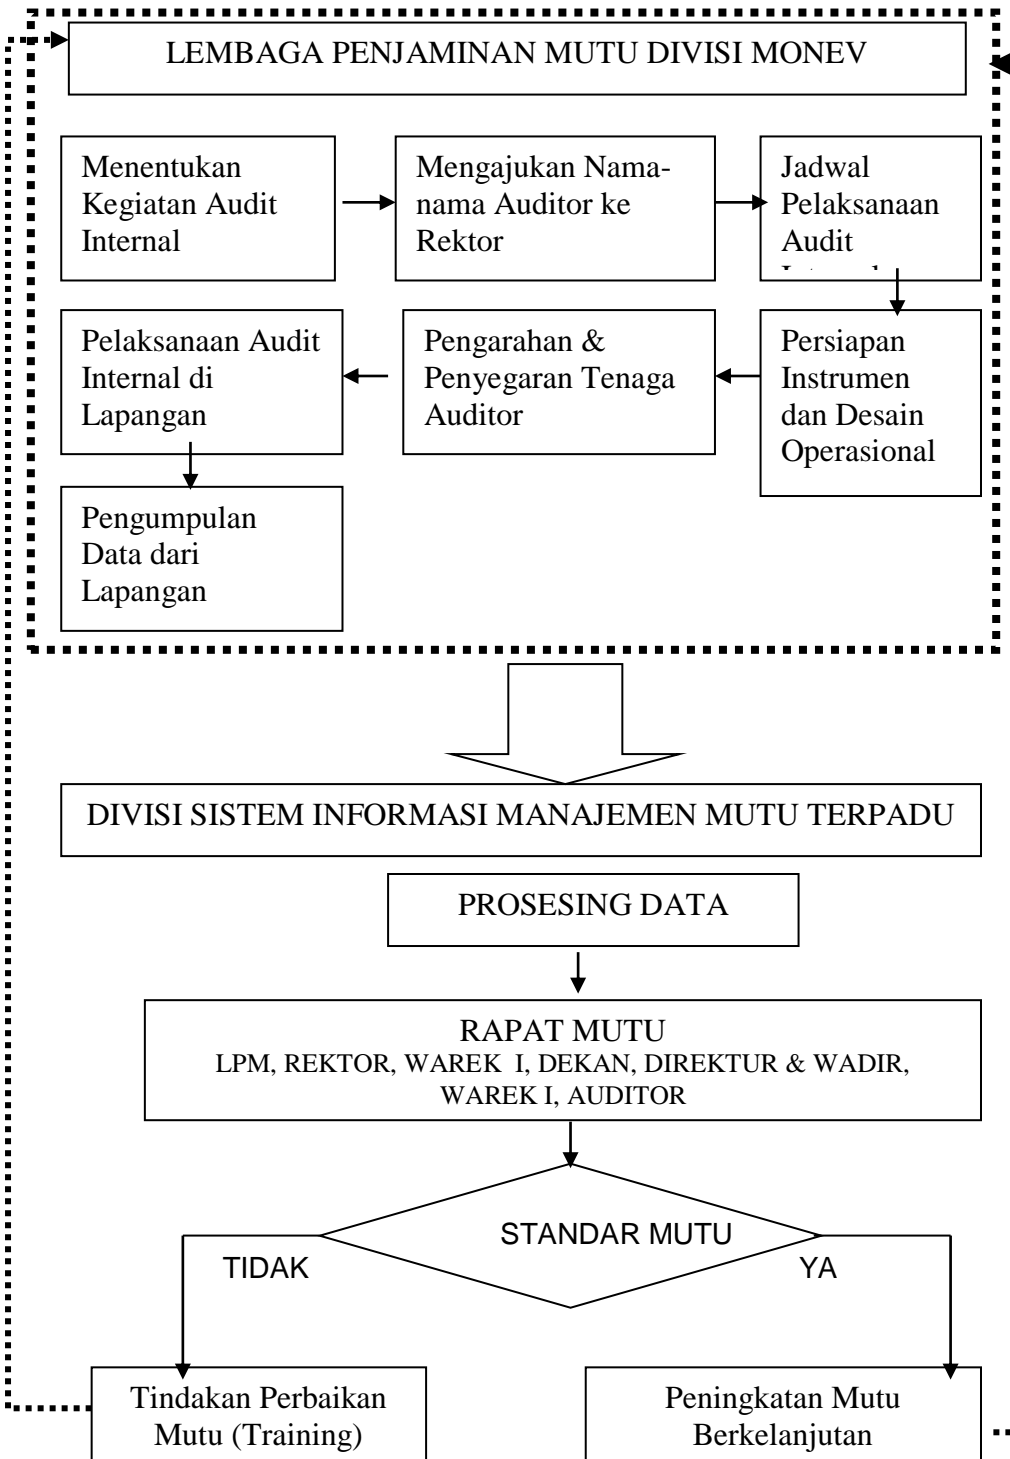 LEMBAGA PENJAMINAN MUTU DIVISI MONEV
Menentukan
Kegiatan Audit
Internal
Mengajukan Nama-
nama Auditor ke
Rektor
Jadwal
Pelaksanaan
Audit
Persiapan
Instrumen
dan Desain
Operasional
Pengarahan &
Penyegaran Tenaga
Auditor
Pelaksanaan Audit
Internal di
Lapangan
Pengumpulan
Data dari
Lapangan
DIVISI SISTEM INFORMASI MANAJEMEN MUTU TERPADU
PROSESING DATA
RAPAT MUTU
LPM, REKTOR, WAREK I, DEKAN, DIREKTUR & WADIR,
WAREK I, AUDITOR
STANDAR MUTU
TIDAK
YA
Tindakan Perbaikan
Mutu (Training)
Peningkatan Mutu
Berkelanjutan